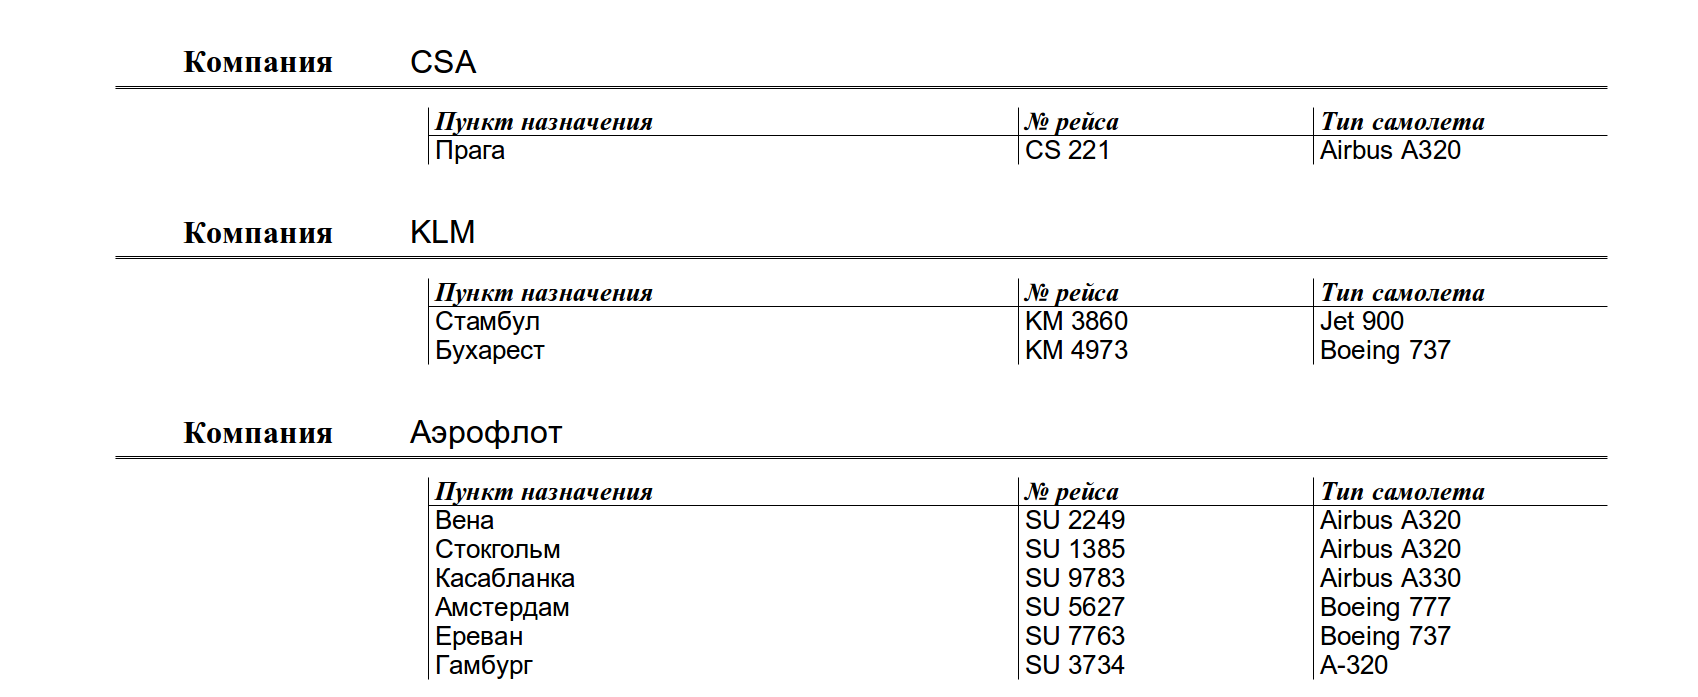 Компания CSA
Пункт назначения № рейса Тип самолета
Прага CS 221 Airbus A320
Компания KLM
Пункт назначения № рейса Тип самолета
Стамбул KM 3860 Jet 900
Бухарест KM 4973 Boeing 737
Компания Аэрофлот
Пункт назначения № рейса Тип самолета
Вена SU 2249 Airbus A320
Стокгольм SU 1385 Airbus A320
Касабланка SU 9783 Airbus A330
Амстердам SU 5627 Boeing 777
Ереван SU 7763 Boeing 737
Гамбург SU 3734 A-320